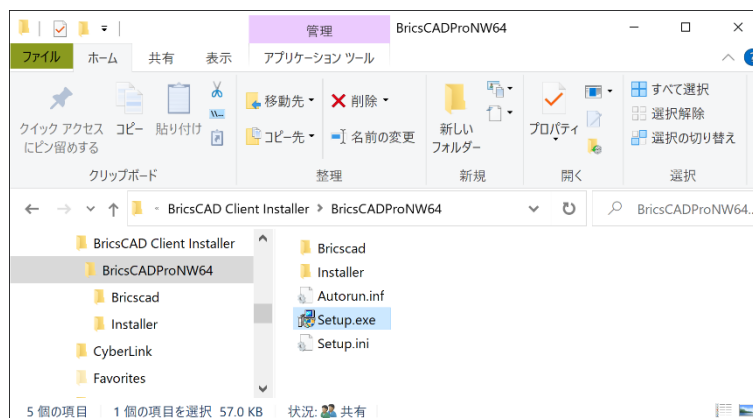 管理
BricsCADProNW64
ファイル
ホーム
共有
表示
アプリケーション ツール
クイック アクセス
にピン留めする
コピー
貼り付け
移動先
コピー先
削除
名前の変更
新しい
フォルダー
プロパティ
すべて選択
選択解除
選択の切り替え
クリップボード
整理
新規
開く
選択
BricsCAD Client Installer > BricsCADProNW64
BricsCADProNW64...
BricsCAD Client Installer
BricsCADProNW64
Bricscad
Installer
CyberLink
Favorites
Bricscad
Installer
Autorun.inf
Setup.exe
Setup.ini
5 個の項目
1 個の項目を選択 57.0 KB
状況: 共有